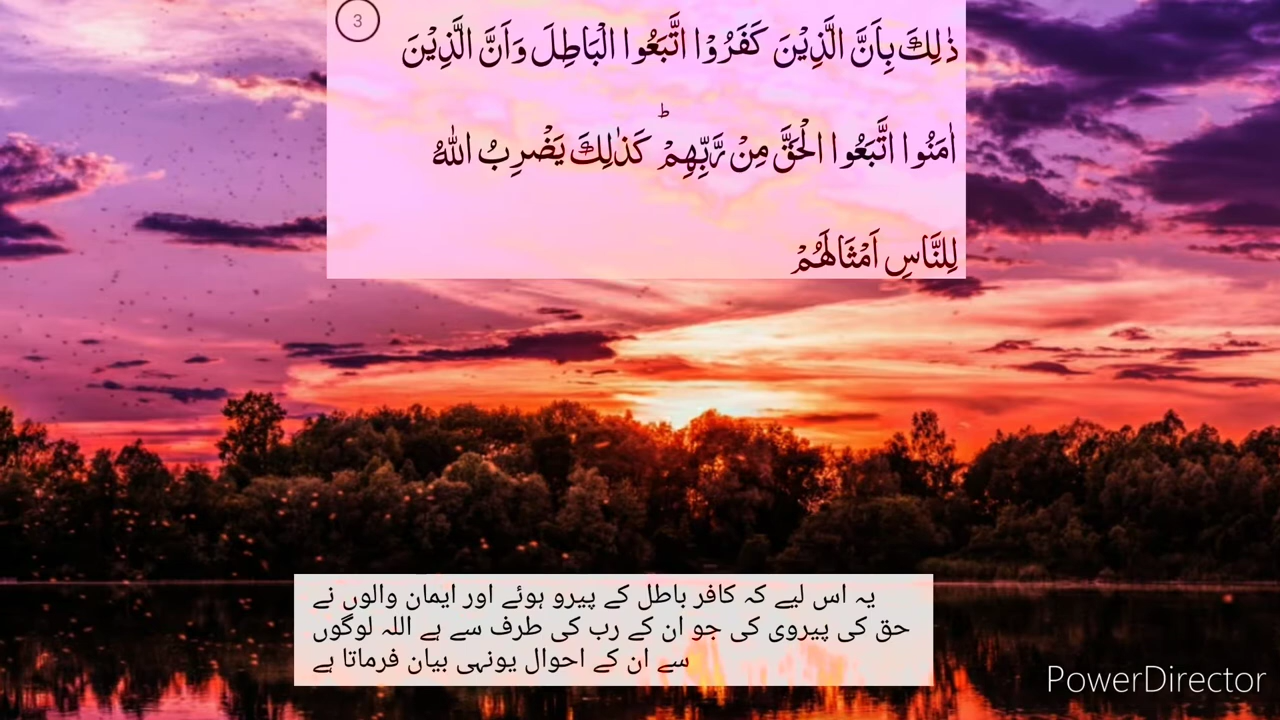 3
ذٰلِكَ بِاَنَّ الَّذِيْنَ كَفَرُوْا اتَّبَعُوا الْبَاطِلَ وَاَنَّ الَّذِيْنَ
اٰمَنُوا اتَّبَعُوا الْحَقَّ مِنْ رَّبِّهِمْ ؕ كَذٰلِكَ يَضْرِبُ اللّٰهُ
لِلنَّاسِ اَمْثَالَهُمْ
یہ اس لیے کہ کافر باطل کے پیرو ہوئے اور ایمان والوں نے
حق کی پیروی کی جو ان کے رب کی طرف سے ہے اللہ لوگوں
سے ان کے احوال یونہی بیان فرماتا ہے
PowerDirector